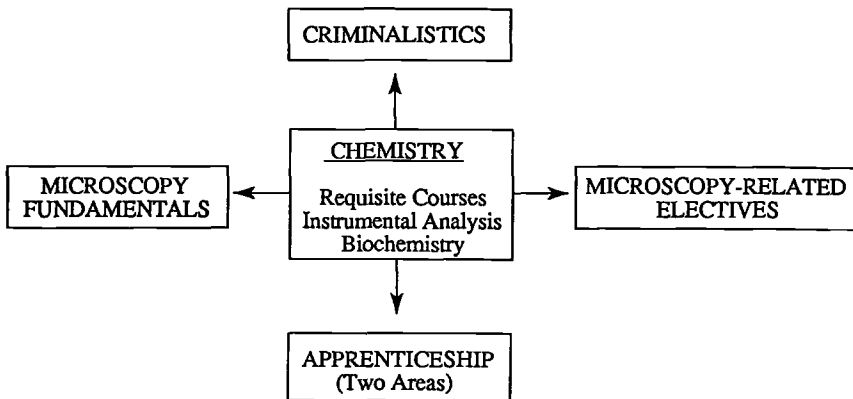 CRIMINALISTICS
CHEMISTRY
Requisite Courses
Instrumental Analysis
Biochemistry
MICROSCOPY
FUNDAMENTALS
MICROSCOPY-RELATED
ELECTIVES
APPRENTICESHIP
(Two Areas)